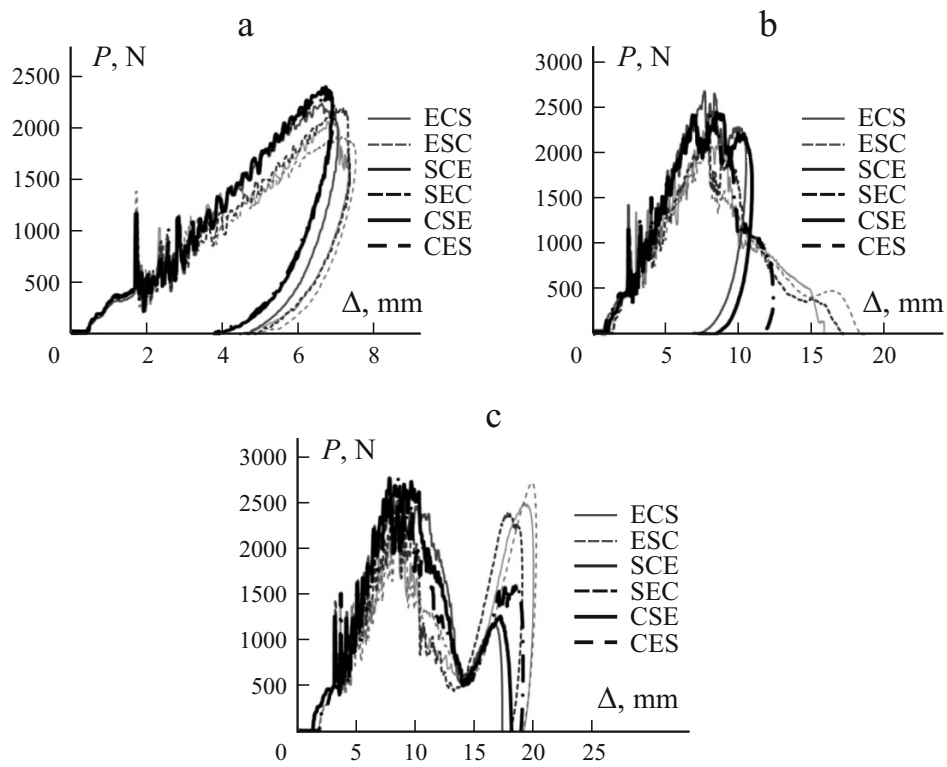 a
P, N
2500
2000
1500
1000
500
0
2
4
6
8
Δ, mm
ECS
ESC
SCE
SEC
CSE
CES
b
P, N
3000
2500
2000
1500
1000
500
0
5
10
15
20
Δ, mm
ECS
ESC
SCE
SEC
CSE
CES
c
P, N
3000
2500
2000
1500
1000
500
0
5
10
15
20
25
Δ, mm
ECS
ESC
SCE
SEC
CSE
CES